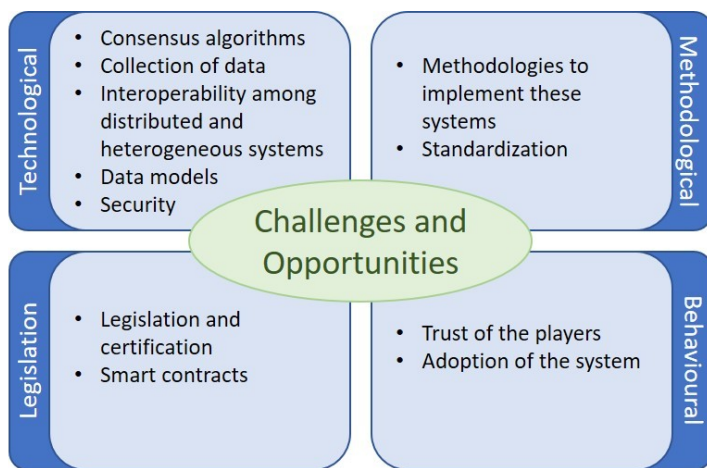 Technological
• Consensus algorithms
• Collection of data
• Interoperability among
distributed and
heterogeneous systems
• Data models
• Security
Methodological
• Methodologies to
implement these
systems
• Standardization
Challenges and
Opportunities
Legislation
• Legislation and
certification
• Smart contracts
Behavioural
• Trust of the players
• Adoption of the system